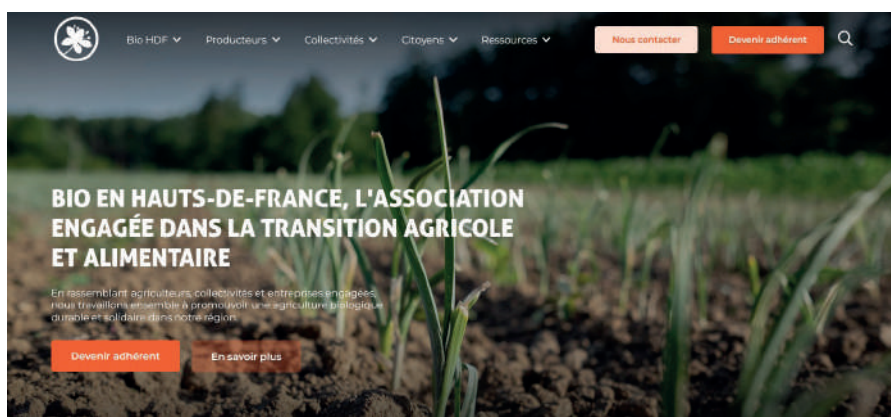 Bio HDF
Producteurs
Collectivités
Citoyens
Ressources
Nous contacter
Devenir adhérent
BIO EN HAUTS-DE-FRANCE, L'ASSOCIATION
ENGAGÉE DANS LA TRANSITION AGRICOLE
ET ALIMENTAIRE
En rassemblant agriculteurs, collectivités et entreprises engagées,
nous travaillons ensemble à promouvoir une agriculture biologique
durable et solidaire dans notre région.
Devenir adhérent
En savoir plus